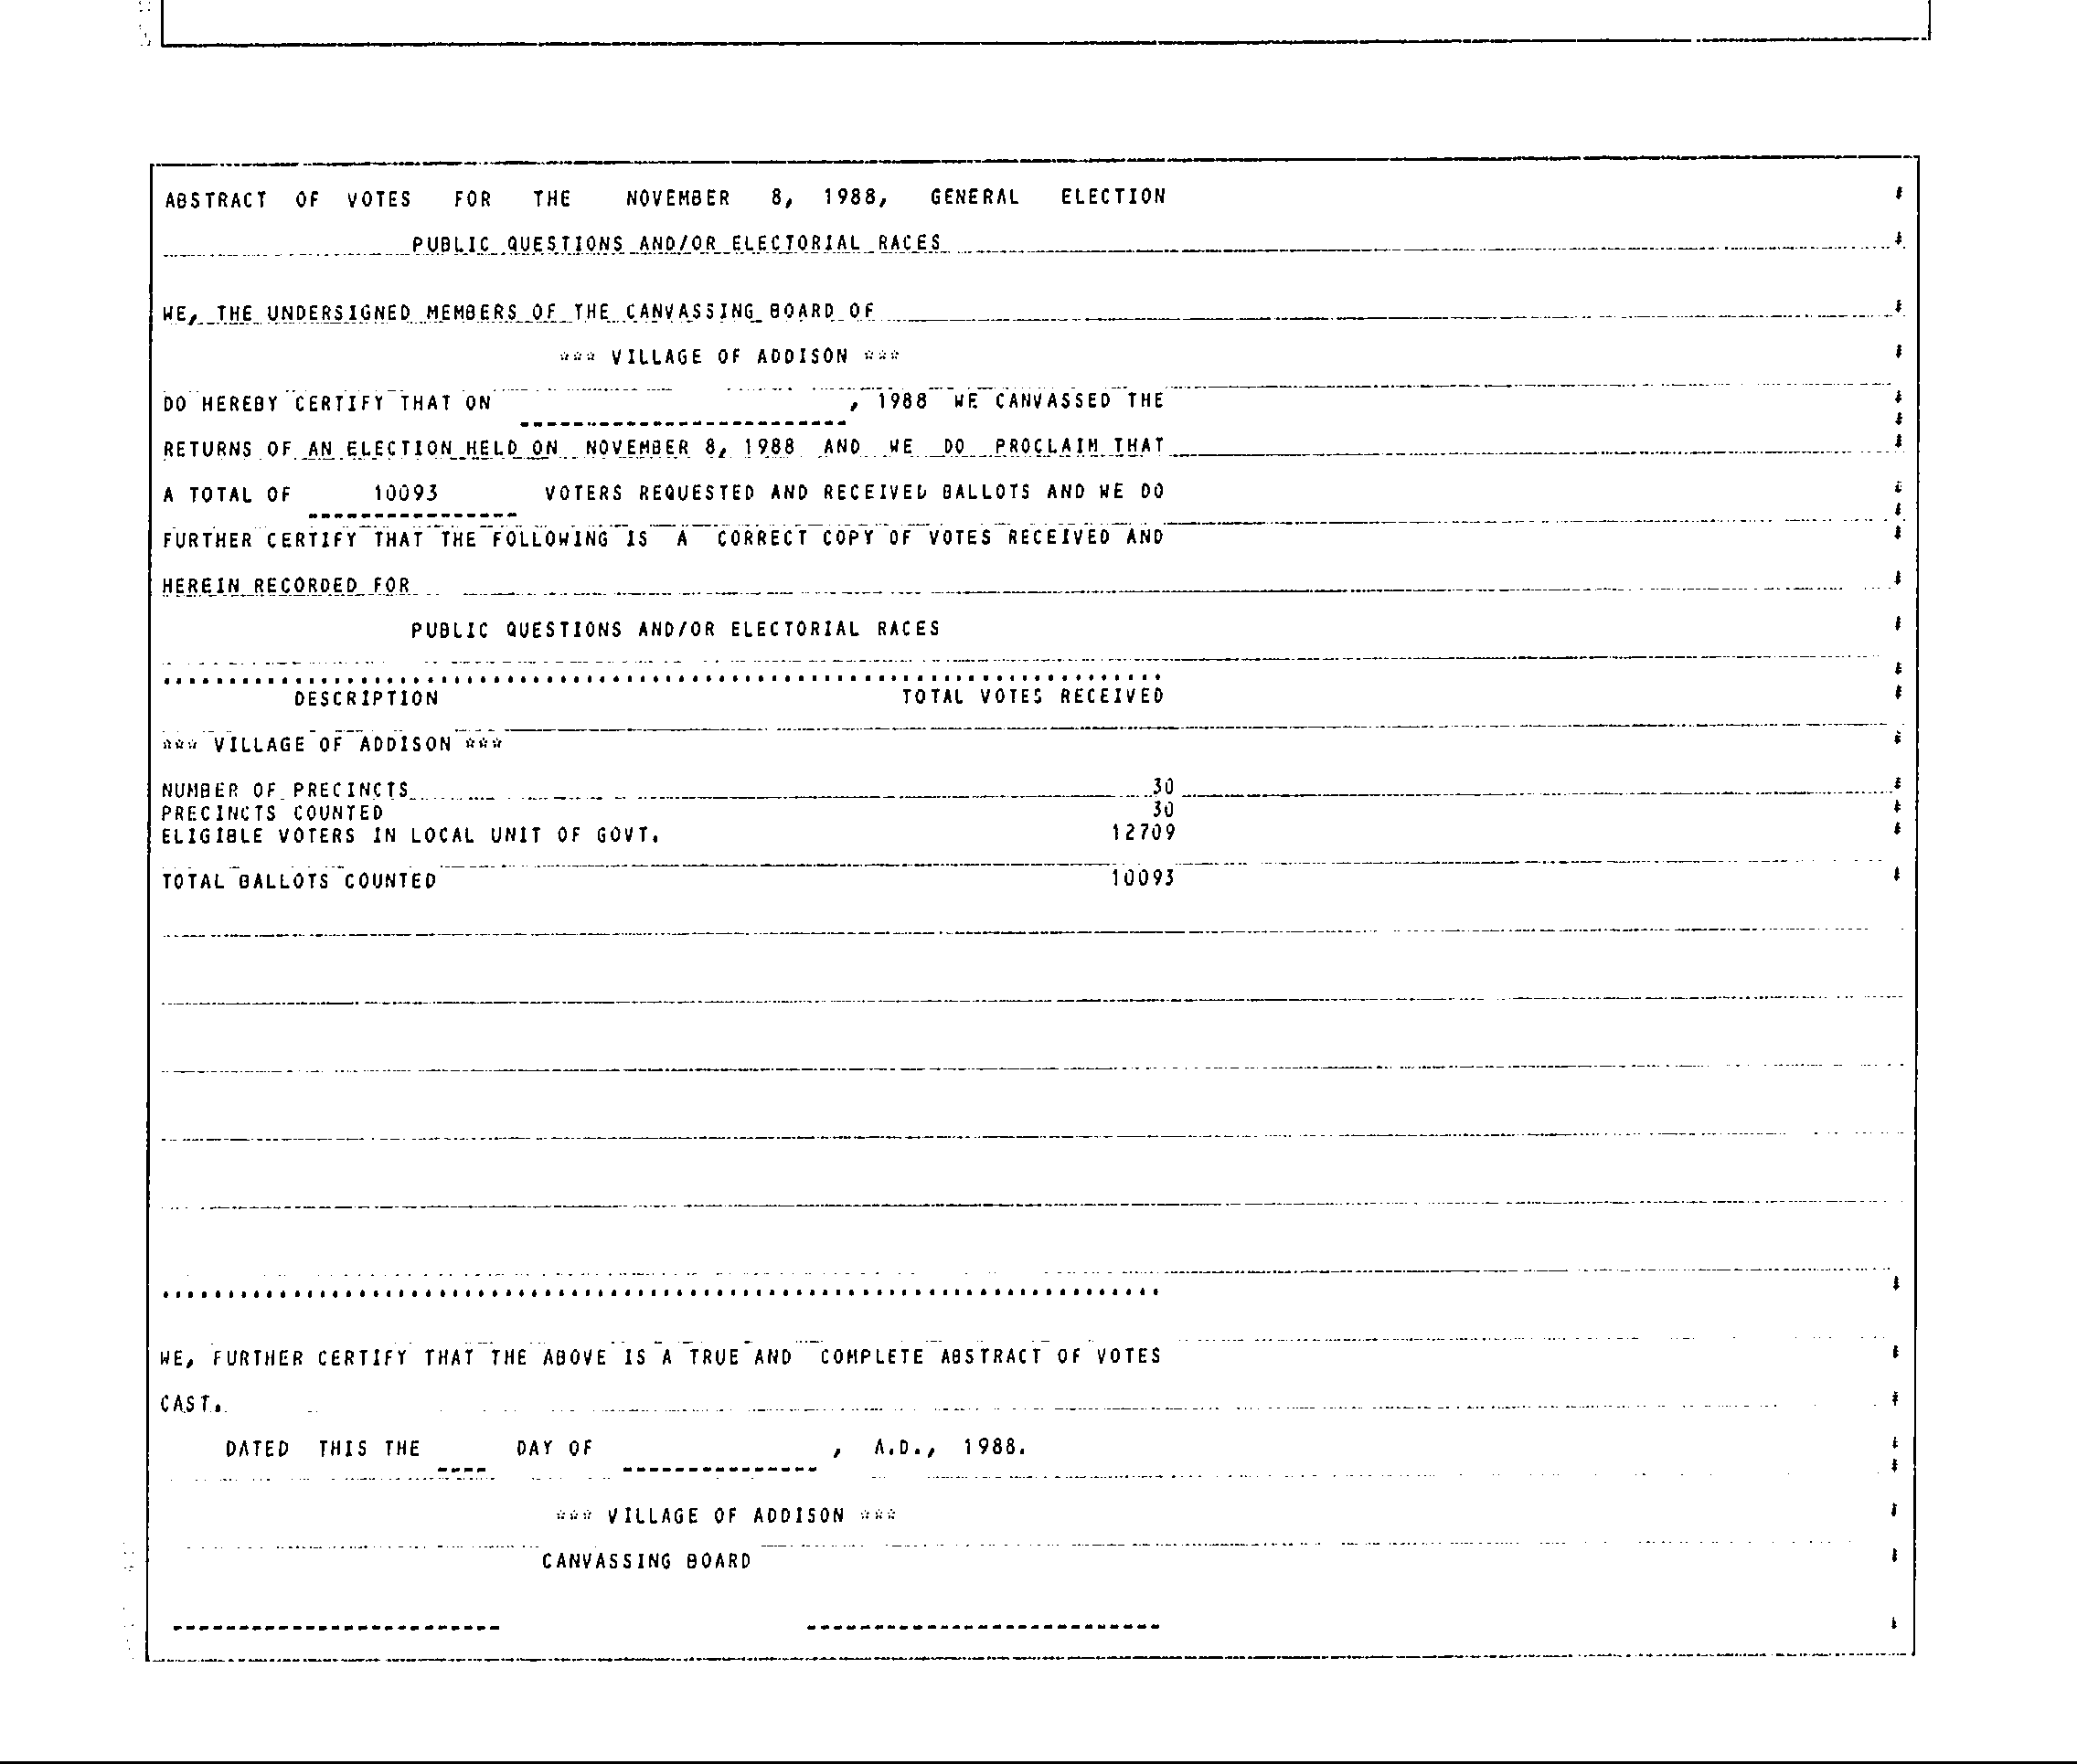 ABSTRACT OF VOTES FOR THE NOVEMBER 8, 1988, GENERAL ELECTION
PUBLIC QUESTIONS AND/OR ELECTORIAL RACES
WE, THE UNDERSIGNED MEMBERS OF THE CANVASSING BOARD OF
*** VILLAGE OF ADDISON ***
DO HEREBY CERTIFY THAT ON , 1988 WE CANVASSED THE
RETURNS OF AN ELECTION HELD ON NOVEMBER 8, 1988 AND WE DO PROCLAIM THAT
A TOTAL OF 10093 VOTERS REQUESTED AND RECEIVED BALLOTS AND WE DO
FURTHER CERTIFY THAT THE FOLLOWING IS A CORRECT COPY OF VOTES RECEIVED AND
HEREIN RECORDED FOR
PUBLIC QUESTIONS AND/OR ELECTORIAL RACES
DESCRIPTION TOTAL VOTES RECEIVED
*** VILLAGE OF ADDISON ***
NUMBER OF PRECINCTS 30
PRECINCTS COUNTED 30
ELIGIBLE VOTERS IN LOCAL UNIT OF GOVT. 12709
TOTAL BALLOTS COUNTED 10093
WE, FURTHER CERTIFY THAT THE ABOVE IS A TRUE AND COMPLETE ABSTRACT OF VOTES
CAST.
DATED THIS THE ____ DAY OF ______________ , A.D., 1988.
*** VILLAGE OF ADDISON ***
CANVASSING BOARD